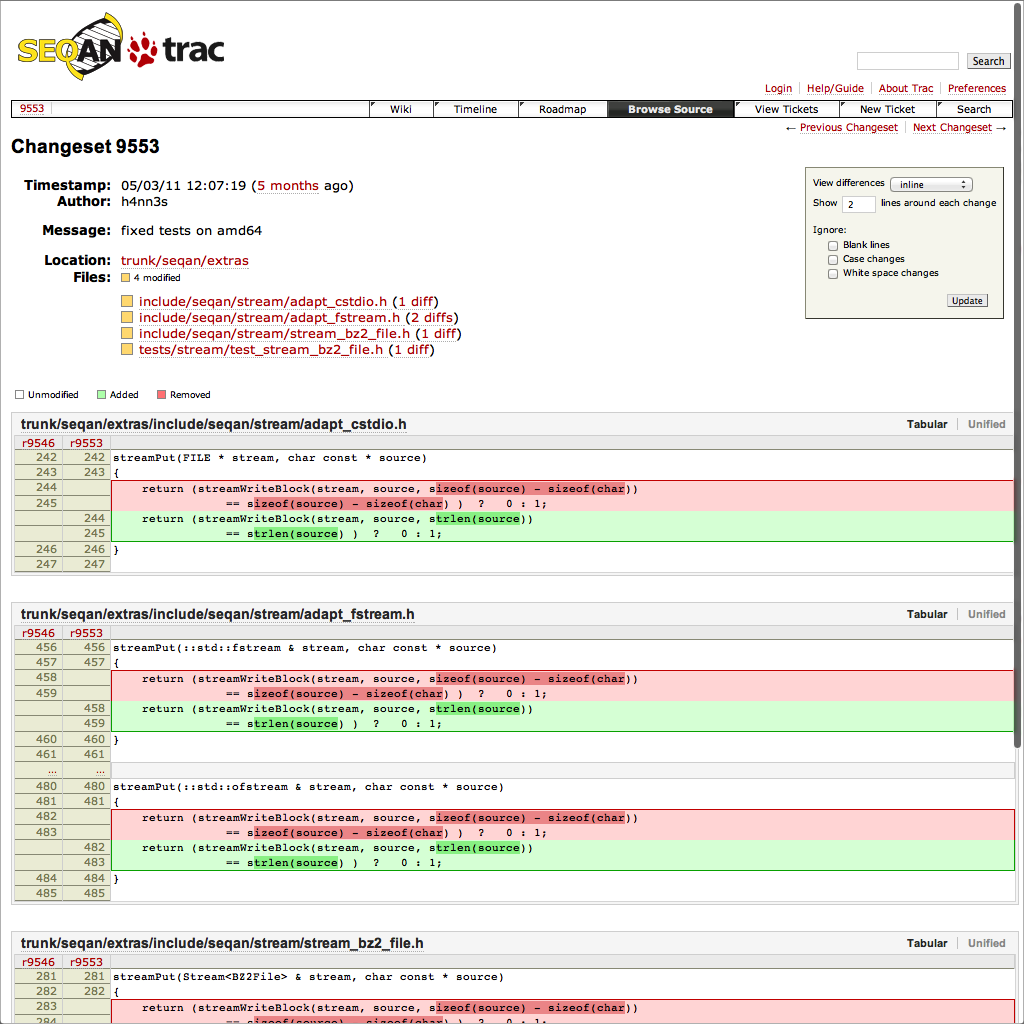 SEQAN trac
Search
Login Help/Guide About Trac Preferences
9553 Wiki Timeline Roadmap Browse Source View Tickets New Ticket Search
← Previous Changeset Next Changeset →
Changeset 9553
Timestamp: 05/03/11 12:07:19 (5 months ago)
Author: h4nn3s
Message: fixed tests on amd64
Location: trunk/seqan/extras
Files: 4 modified
include/seqan/stream/adapt_cstdio.h (1 diff)
include/seqan/stream/adapt_fstream.h (2 diffs)
include/seqan/stream/stream_bz2_file.h (1 diff)
tests/stream/test_stream_bz2_file.h (1 diff)
View differences inline
Show 2 lines around each change
Ignore:
Blank lines
Case changes
White space changes
Update
Unmodified Added Removed
trunk/seqan/extras/include/seqan/stream/adapt_cstdio.h Tabular Unified
r9546 r9553
242 242 streamPut(FILE * stream, char const * source)
243 243 {
244 return (streamWriteBlock(stream, source, sizeof(source) - sizeof(char))
245 == sizeof(source) - sizeof(char) ) ? 0 : 1;
244 return (streamWriteBlock(stream, source, strlen(source))
245 == strlen(source) ) ? 0 : 1;
246 246 }
247 247
trunk/seqan/extras/include/seqan/stream/adapt_fstream.h Tabular Unified
r9546 r9553
456 456 streamPut(::std::fstream & stream, char const * source)
457 457 {
458 return (streamWriteBlock(stream, source, sizeof(source) - sizeof(char))
459 == sizeof(source) - sizeof(char) ) ? 0 : 1;
458 return (streamWriteBlock(stream, source, strlen(source))
459 == strlen(source) ) ? 0 : 1;
460 460 }
461 461
… …
480 480 streamPut(::std::ofstream & stream, char const * source)
481 481 {
482 return (streamWriteBlock(stream, source, sizeof(source) - sizeof(char))
483 == sizeof(source) - sizeof(char) ) ? 0 : 1;
482 return (streamWriteBlock(stream, source, strlen(source))
483 == strlen(source) ) ? 0 : 1;
484 484 }
485 485
trunk/seqan/extras/include/seqan/stream/stream_bz2_file.h Tabular Unified
r9546 r9553
281 281 streamPut(Stream<BZ2File> & stream, char const * source)
282 282 {
283 return (streamWriteBlock(stream, source, sizeof(source) - sizeof(char))
284 == sizeof(source) - sizeof(char) ) ? 0 : 1;